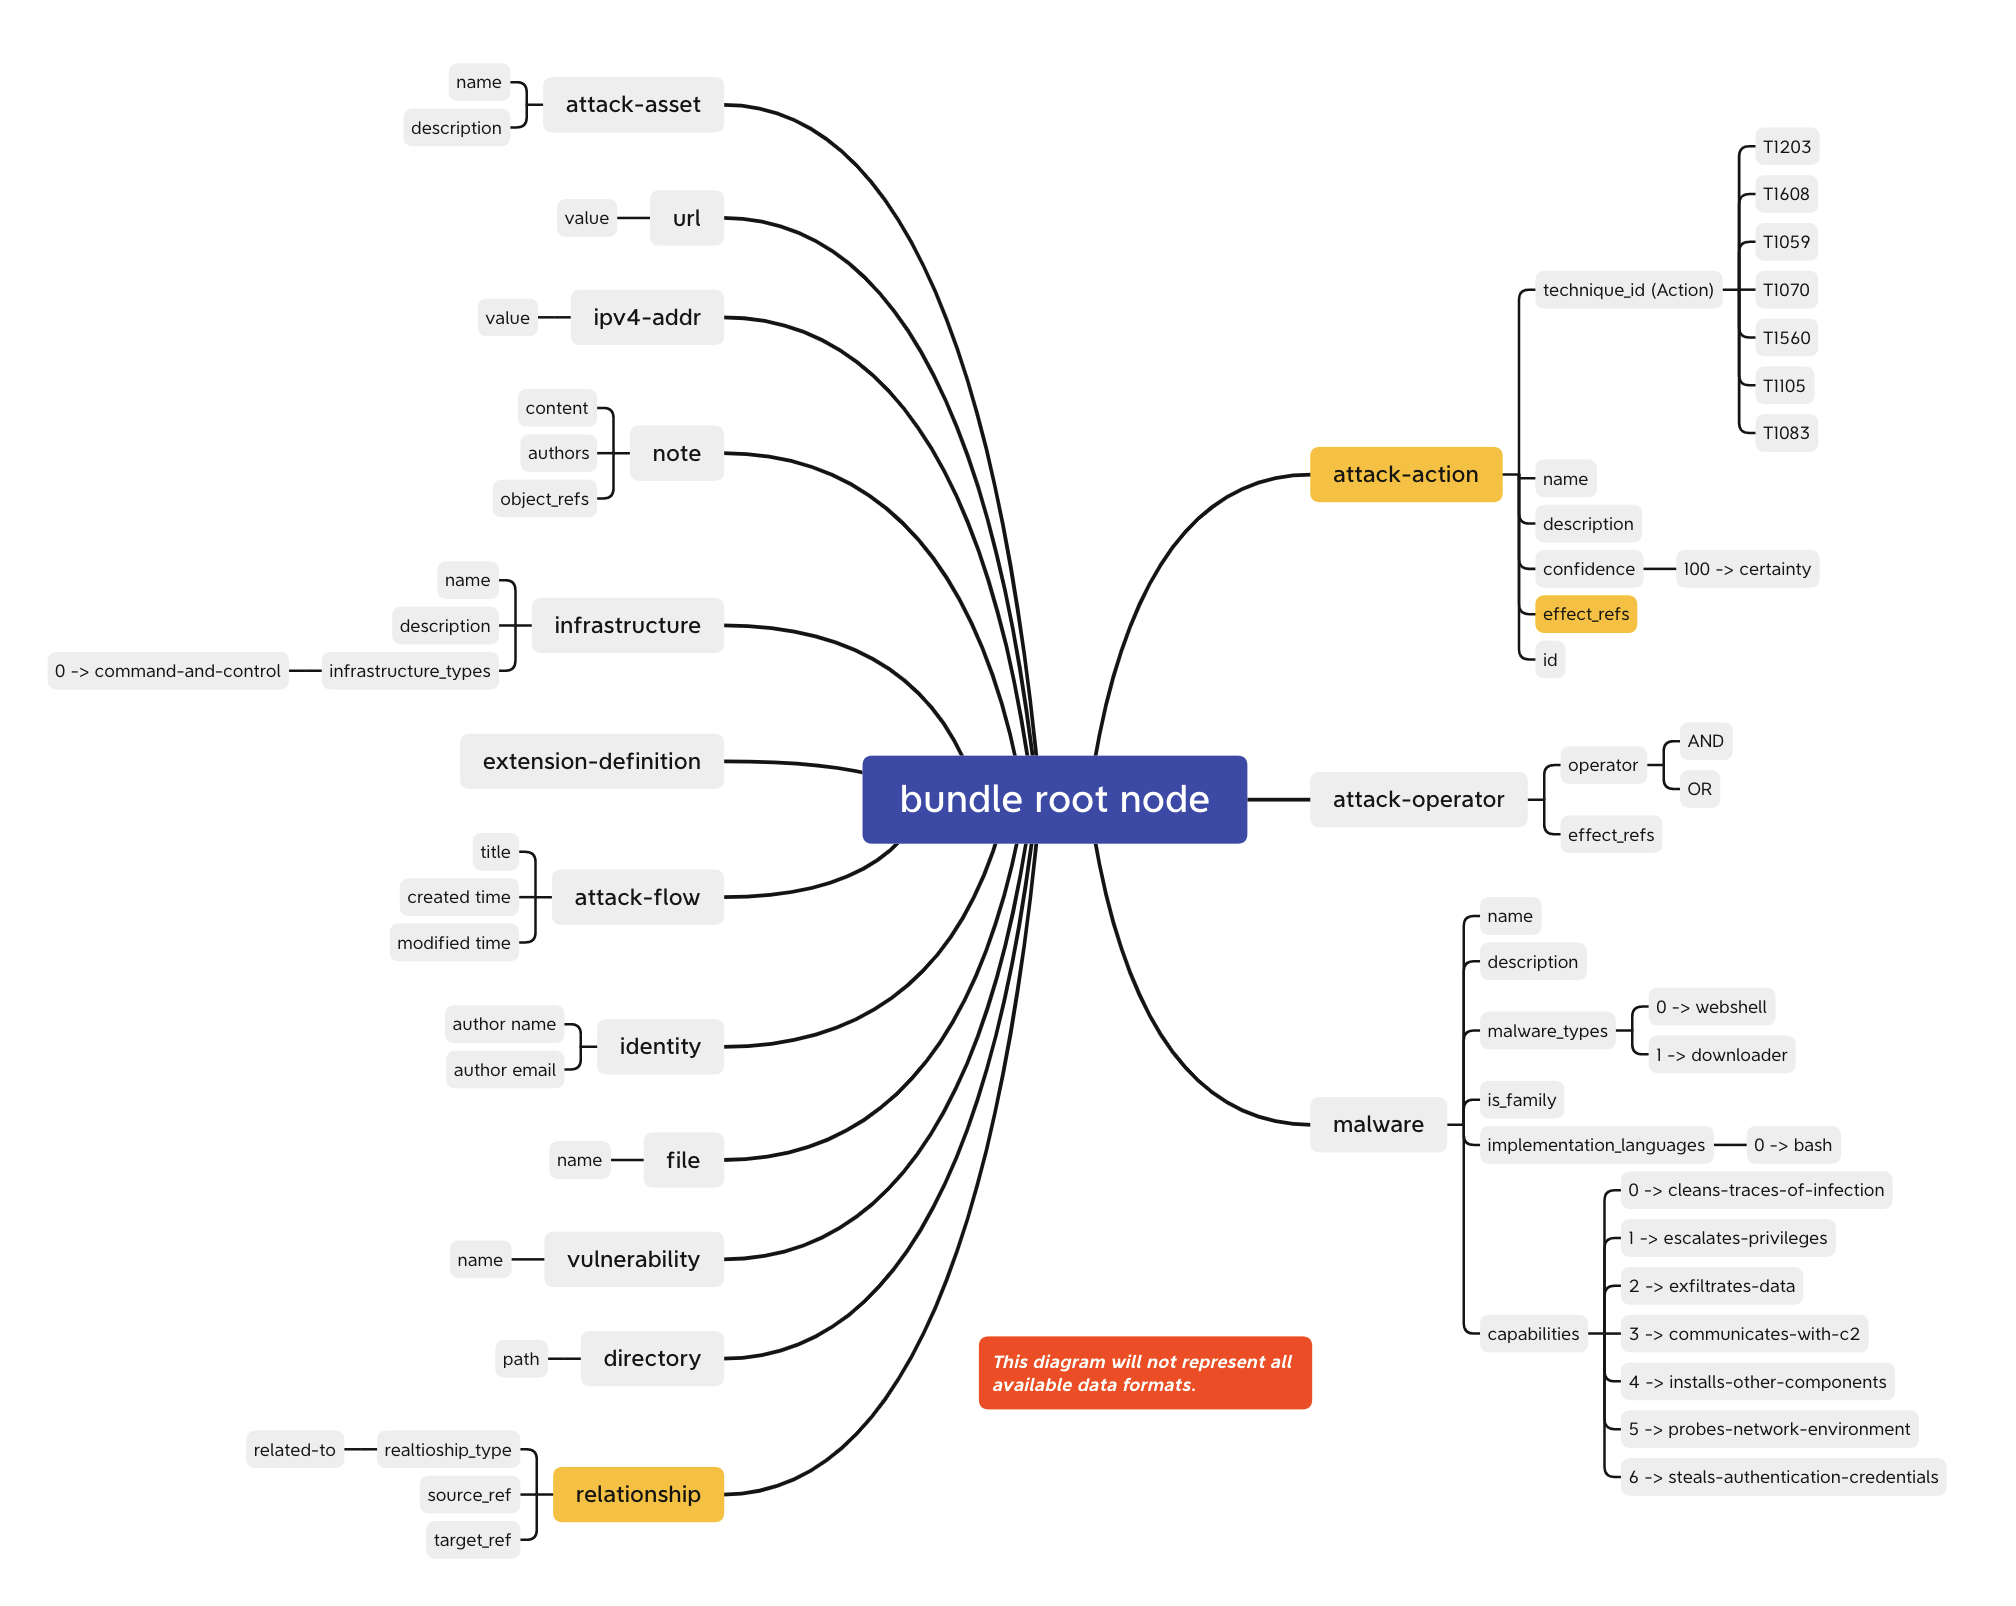 name
description
attack-asset
value
url
value
ipv4-addr
content
authors
object_refs
note
name
description
0 -> command-and-control
infrastructure_types
infrastructure
extension-definition
title
created time
modified time
attack-flow
author name
author email
identity
name
file
name
vulnerability
path
directory
related-to
realtioship_type
source_ref
target_ref
relationship
bundle root node
attack-action
technique_id (Action)
T1203
T1608
T1059
T1070
T1560
T1105
T1083
name
description
confidence
100 -> certainty
effect_refs
id
attack-operator
operator
AND
OR
effect_refs
malware
name
description
malware_types
0 -> webshell
1 -> downloader
is_family
implementation_languages
0 -> bash
capabilities
0 -> cleans-traces-of-infection
1 -> escalates-privileges
2 -> exfiltrates-data
3 -> communicates-with-c2
4 -> installs-other-components
5 -> probes-network-environment
6 -> steals-authentication-credentials
This diagram will not represent all
available data formats.